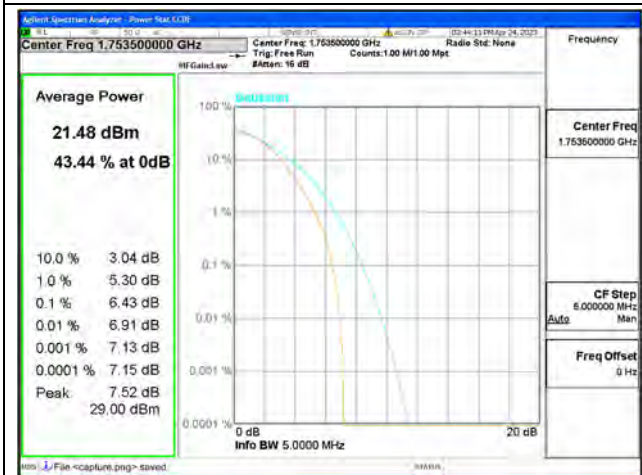 Agilent Spectrum Analyzer - Power Stat CCDF
02:44:11 PM Apr 24, 2023
Center Freq 1.753500000 GHz
Center Freq: 1.753500000 GHz
Radio Std: None
Trig: Free Run
Counts:1.00 M/1.00 Mpt
#IFGain:Low
#Atten: 16 dB
Frequency
Average Power
21.48 dBm
43.44 % at 0dB
10.0 % 3.04 dB
1.0 % 5.30 dB
0.1 % 6.43 dB
0.01 % 6.91 dB
0.001 % 7.13 dB
0.0001 % 7.15 dB
Peak 7.52 dB
29.00 dBm
Gaussian
100 %
10 %
1 %
0.1 %
0.01 %
0.001 %
0.0001 %
0 dB
20 dB
Info BW 5.0000 MHz
Center Freq
1.753500000 GHz
CF Step
5.000000 MHz
Auto Man
Freq Offset
0 Hz
MSG
File <capture.png> saved
STATUS